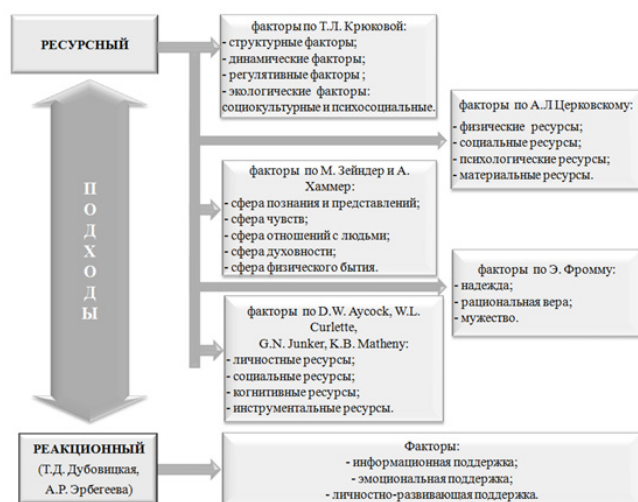 РЕСУРСНЫЙ
факторы по Т.Л. Крюковой:
- структурные факторы;
- динамические факторы;
- регулятивные факторы ;
- экологические факторы:
социокультурные и психосоциальные.
факторы по А.Л Церковскому:
- физические ресурсы;
- социальные ресурсы;
- психологические ресурсы;
- материальные ресурсы.
ПОДХОДЫ
факторы по М. Зейндер и А.
Хаммер:
- сфера познания и представлений;
- сфера чувств;
- сфера отношений с людьми;
- сфера духовности;
- сфера физического бытия.
факторы по Э. Фромму:
- надежда;
- рациональная вера;
- мужество.
факторы по D.W. Aycock, W.L.
Curlette,
G.N. Junker, K.B. Matheny:
- личностные ресурсы;
- социальные ресурсы;
- когнитивные ресурсы;
- инструментальные ресурсы.
РЕАКЦИОННЫЙ
(Т.Д. Дубовицкая,
А.Р. Эрбегеева)
Факторы:
- информационная поддержка;
- эмоциональная поддержка;
- личностно-развивающая поддержка.